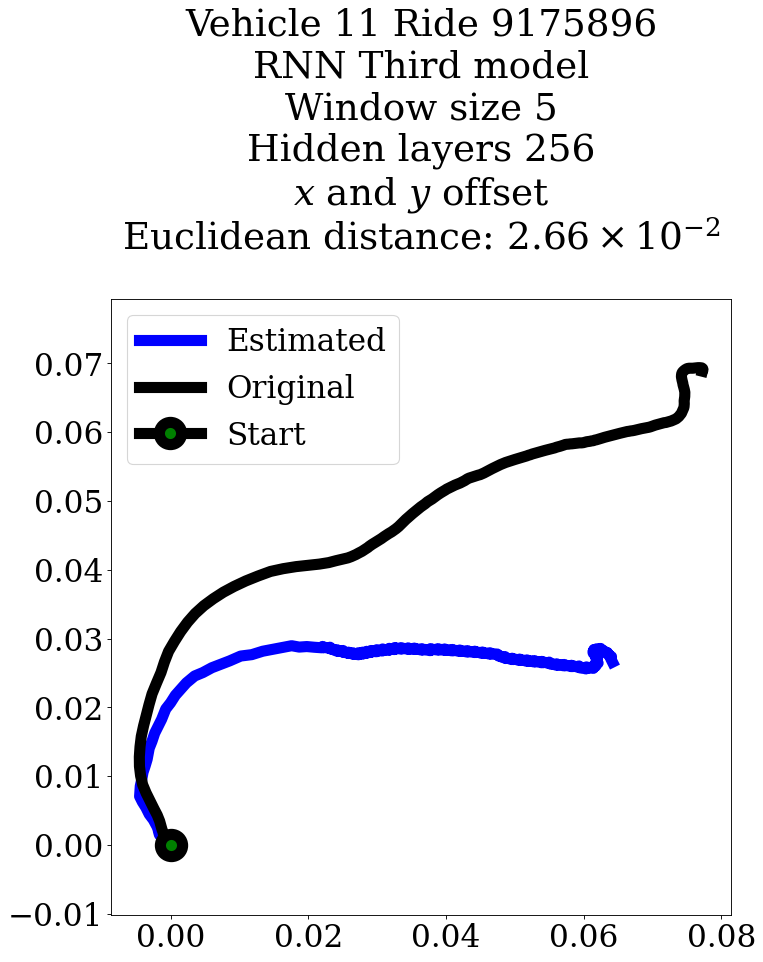 Vehicle 11 Ride 9175896
RNN Third model
Window size 5
Hidden layers 256
x and y offset
Euclidean distance: 2.66 × 10⁻²
Estimated
Original
Start
0.07
0.06
0.05
0.04
0.03
0.02
0.01
0.00
−0.01
0.00 0.02 0.04 0.06 0.08